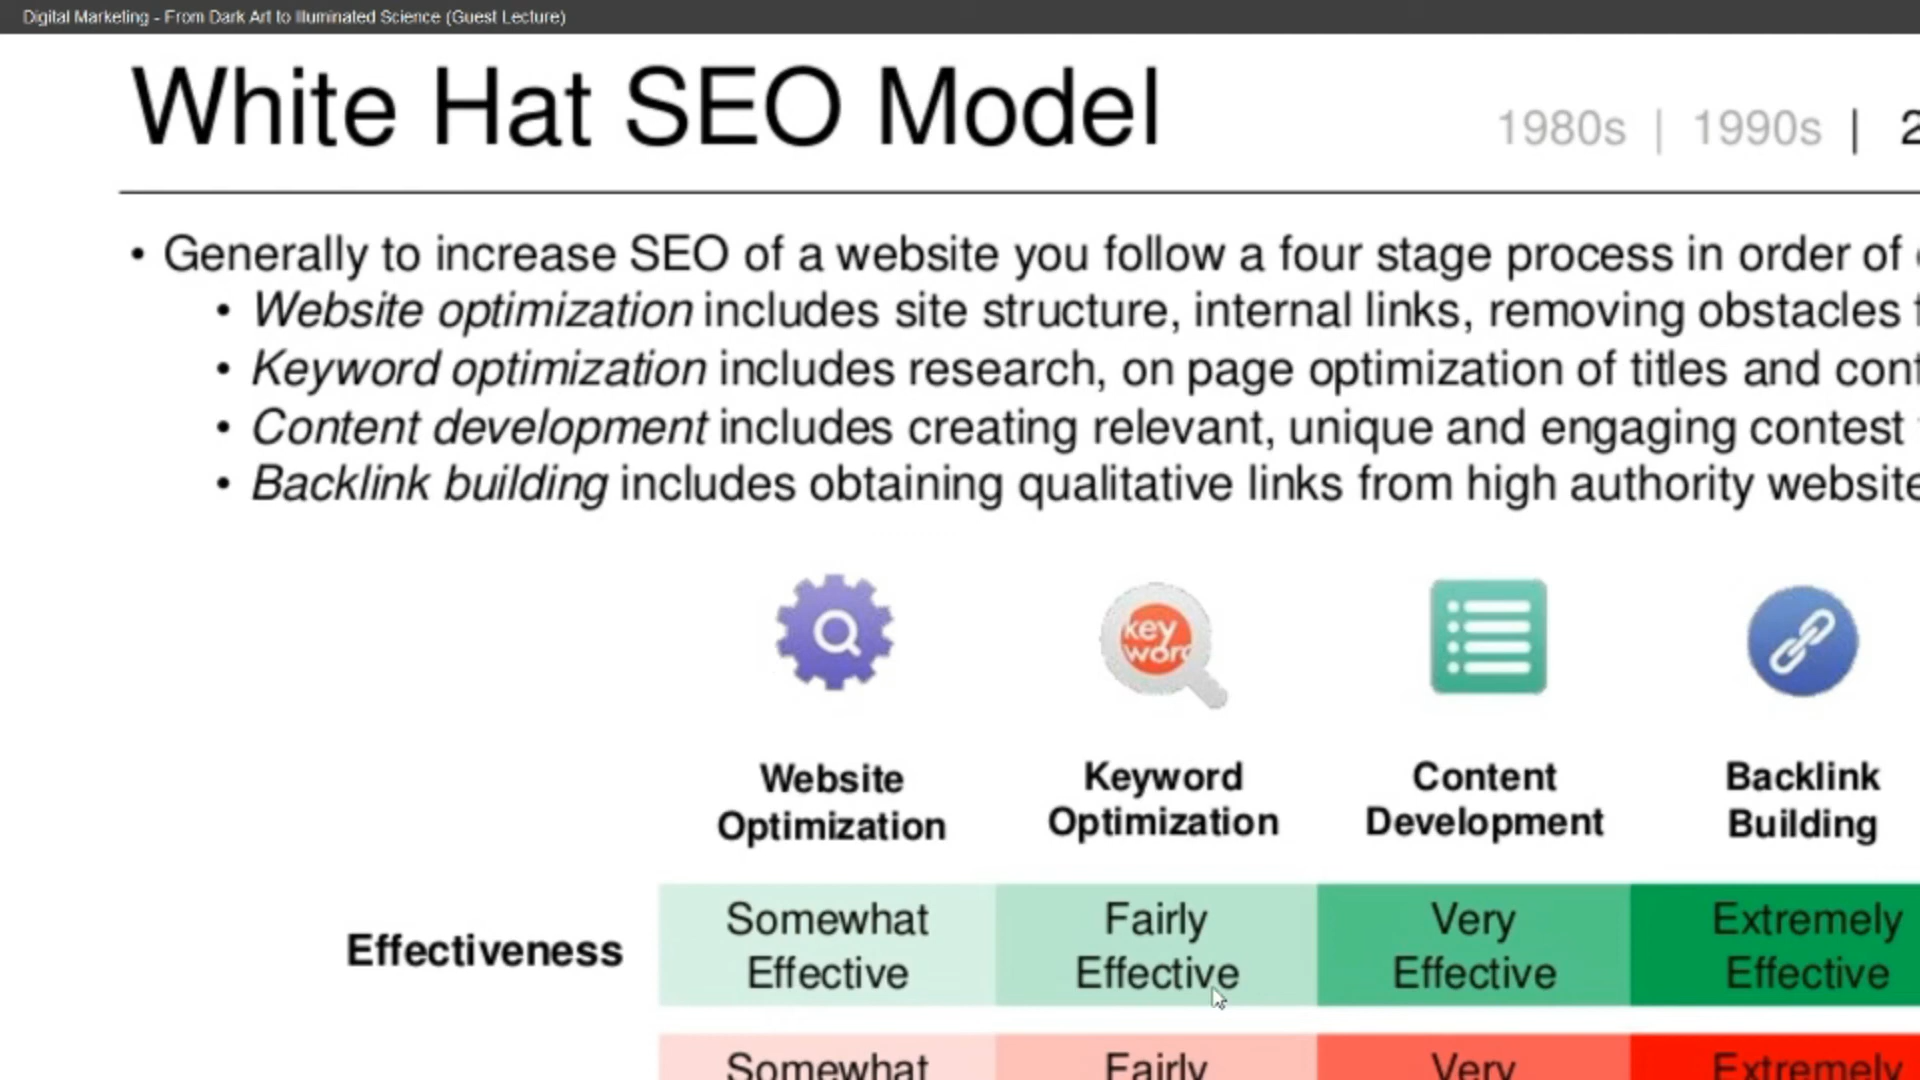 Digital Marketing - From Dark Art to Illuminated Science (Guest Lecture)
White Hat SEO Model
1980s | 1990s | 2
• Generally to increase SEO of a website you follow a four stage process in order of
• Website optimization includes site structure, internal links, removing obstacles
• Keyword optimization includes research, on page optimization of titles and cont
• Content development includes creating relevant, unique and engaging contest
• Backlink building includes obtaining qualitative links from high authority website
key
word
Website Optimization
Keyword Optimization
Content Development
Backlink Building
Effectiveness
Somewhat Effective
Fairly Effective
Very Effective
Extremely Effective
Somewhat
Fairly
Very
Extremely